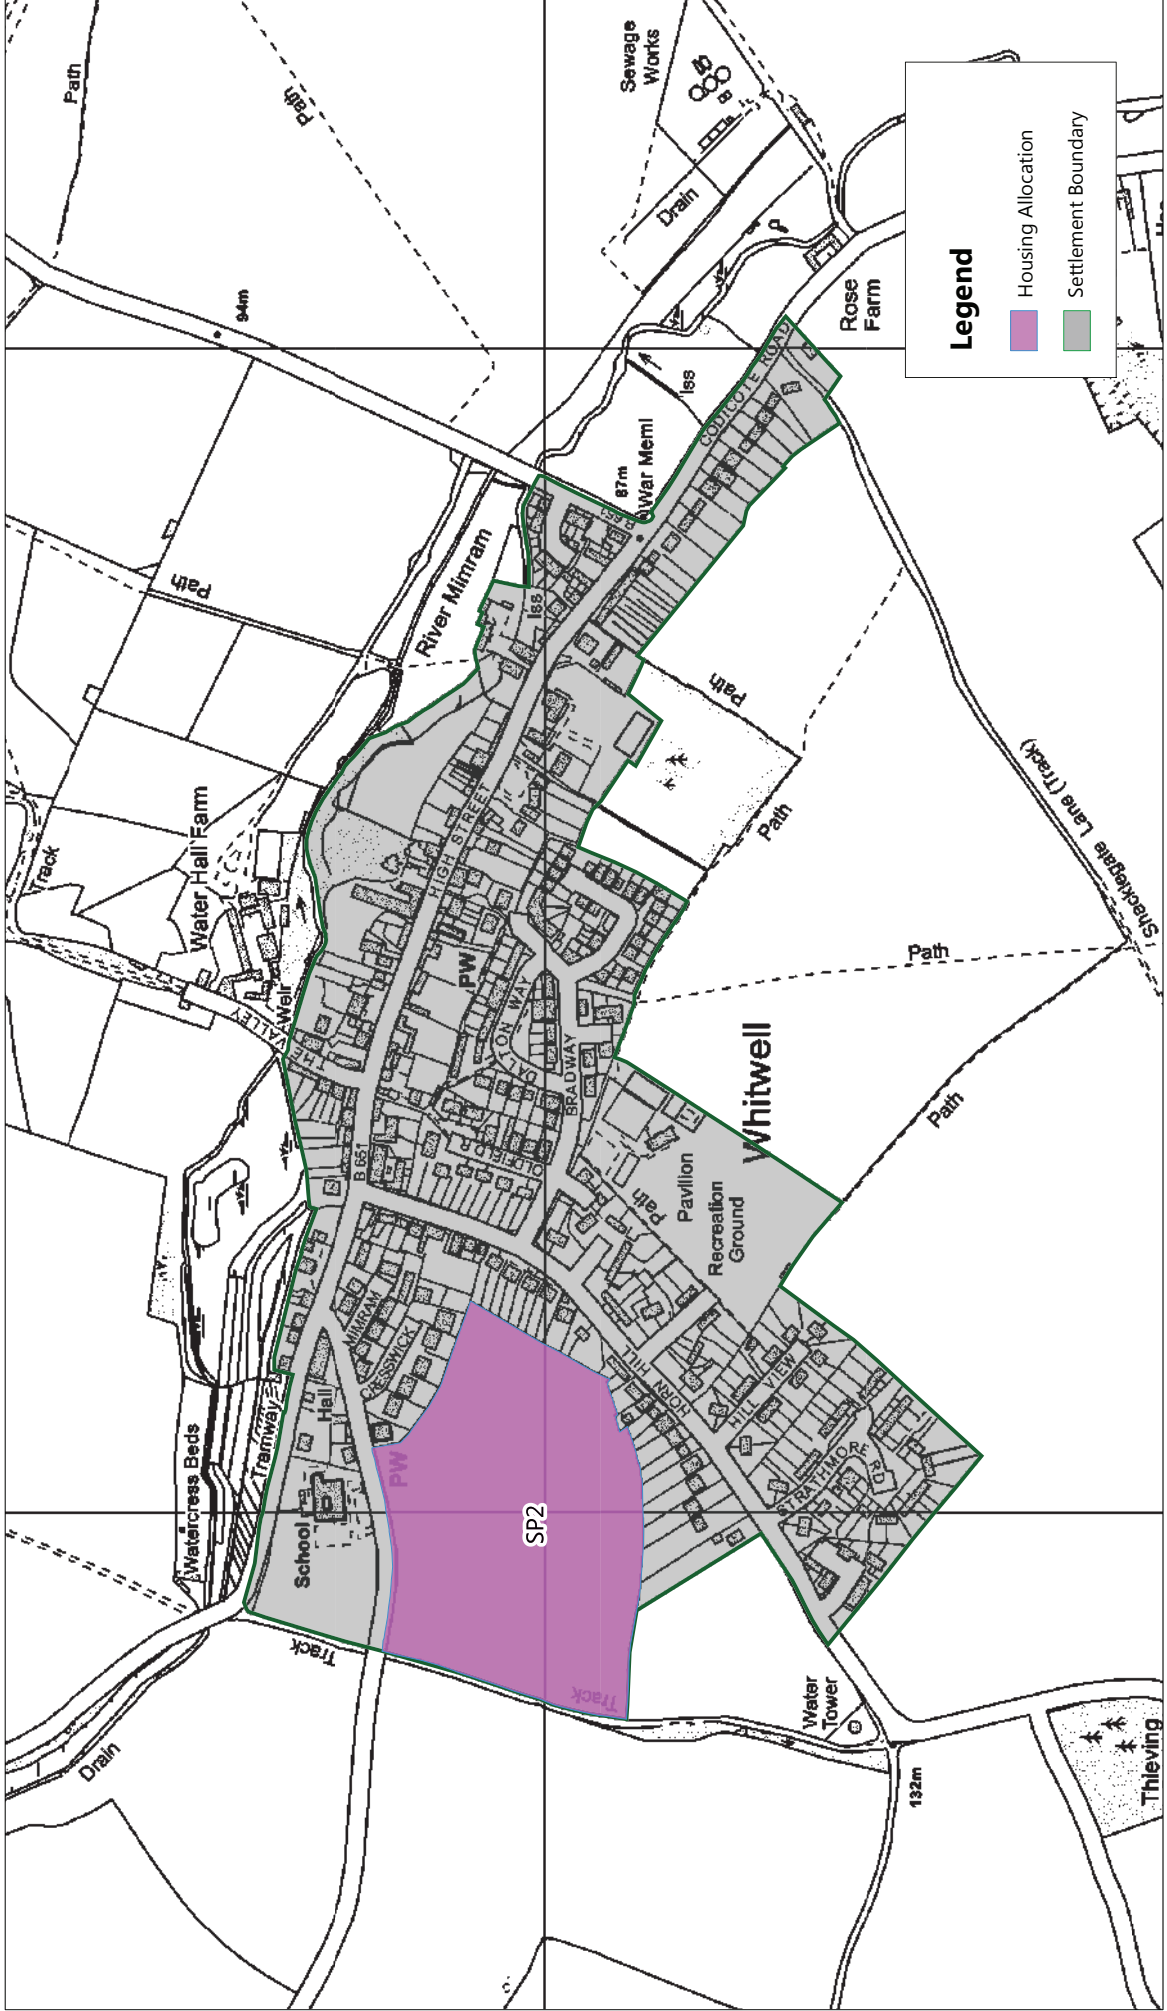 Path
Path
94m
Sewage
Works
Drain
Rose
Farm
Iss
War Meml
87m
B 651
CODICOTE ROAD
Iss
River Mimram
Path
Track
Water Hall Farm
Weir
THE VALLEY
HIGH STREET
PW
DALTON WAY
BRADWAY
OLDFIELD R
B 651
Path
Path
Path
Path
Shacklegate Lane (Track)
Whitwell
Pavilion
Recreation
Ground
Path
MIMRAM
CRESSWICK
Hall
PW
School
Tramway
Watercress Beds
Track
Drain
SP2
Track
HORN HILL
HILL VIEW
STRATHMORE
RD
Water
Tower
132m
Thieving
Legend
Housing Allocation
Settlement Boundary